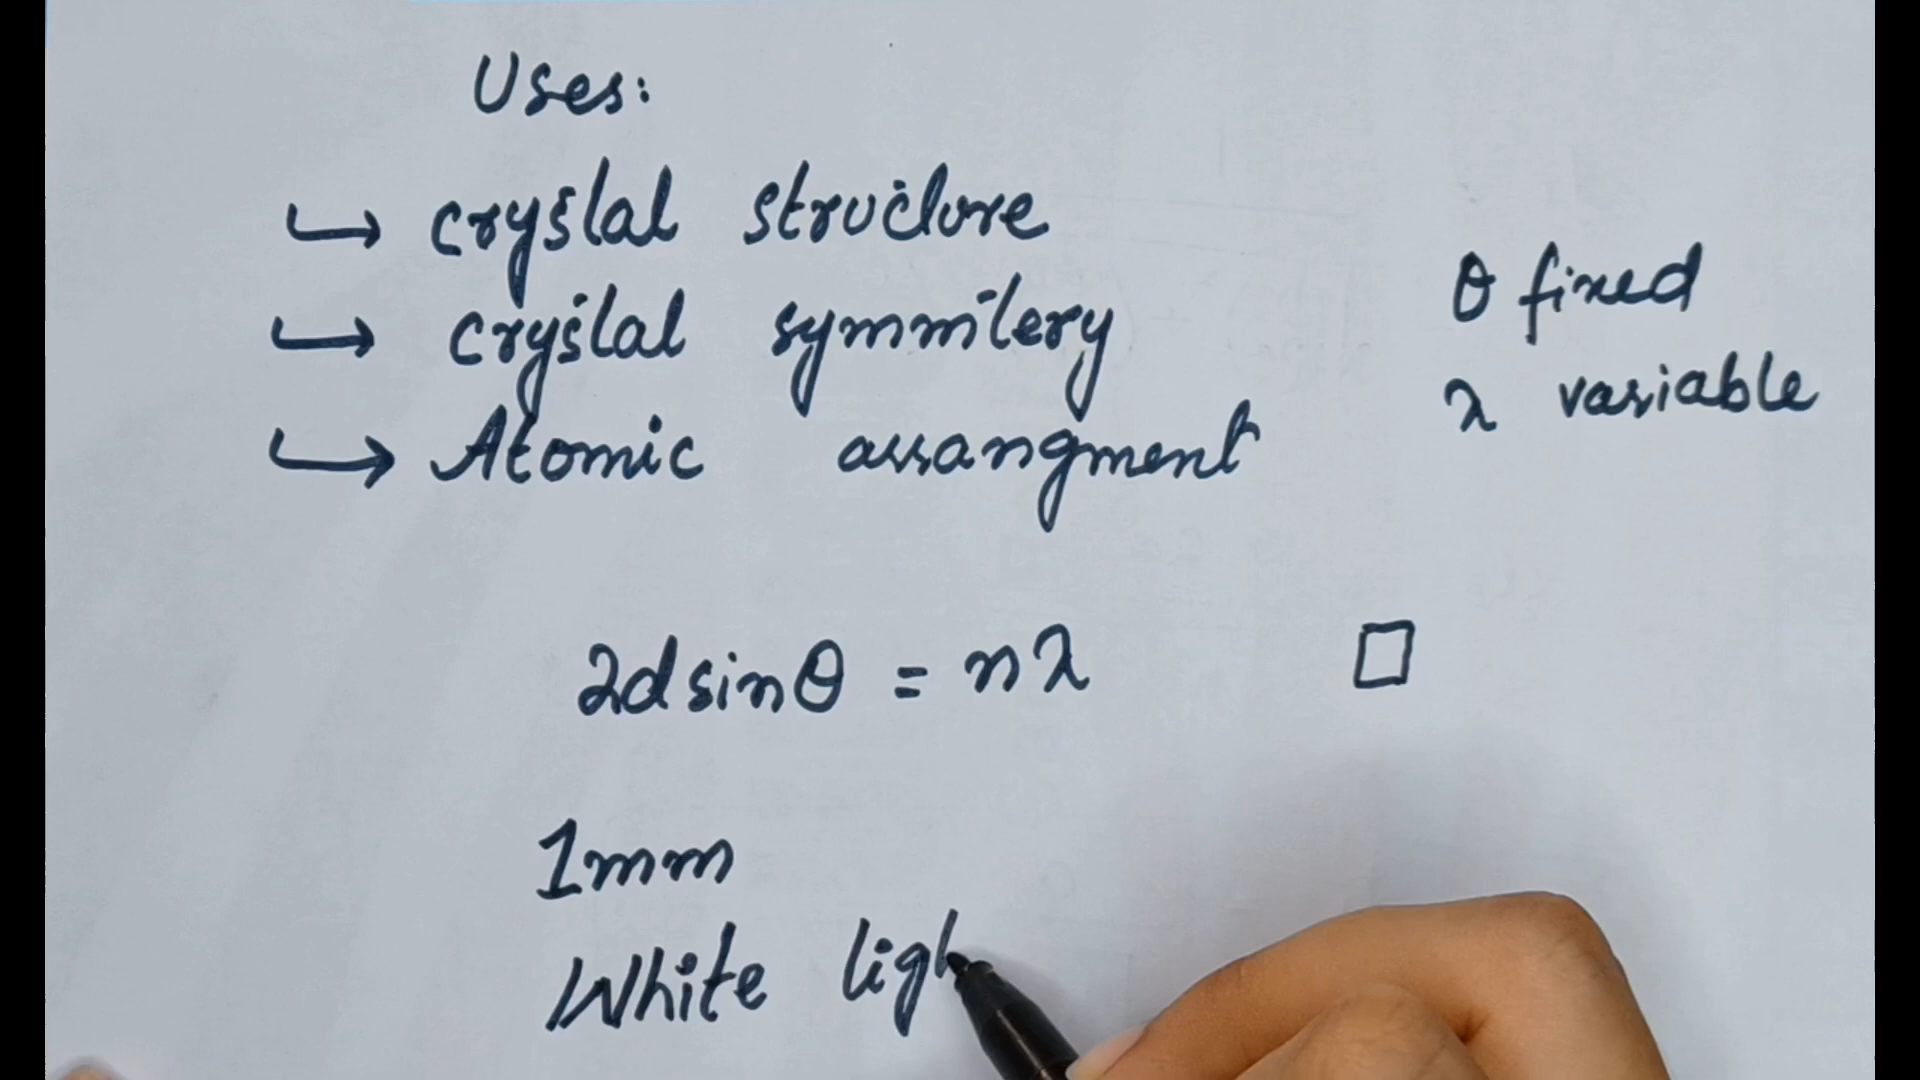 Uses:
↳ crystal structure
↳ crystal symmitery
↳ Atomic arrangment
θ fixed
λ variable
2d sinθ = nλ
1mm
White ligh